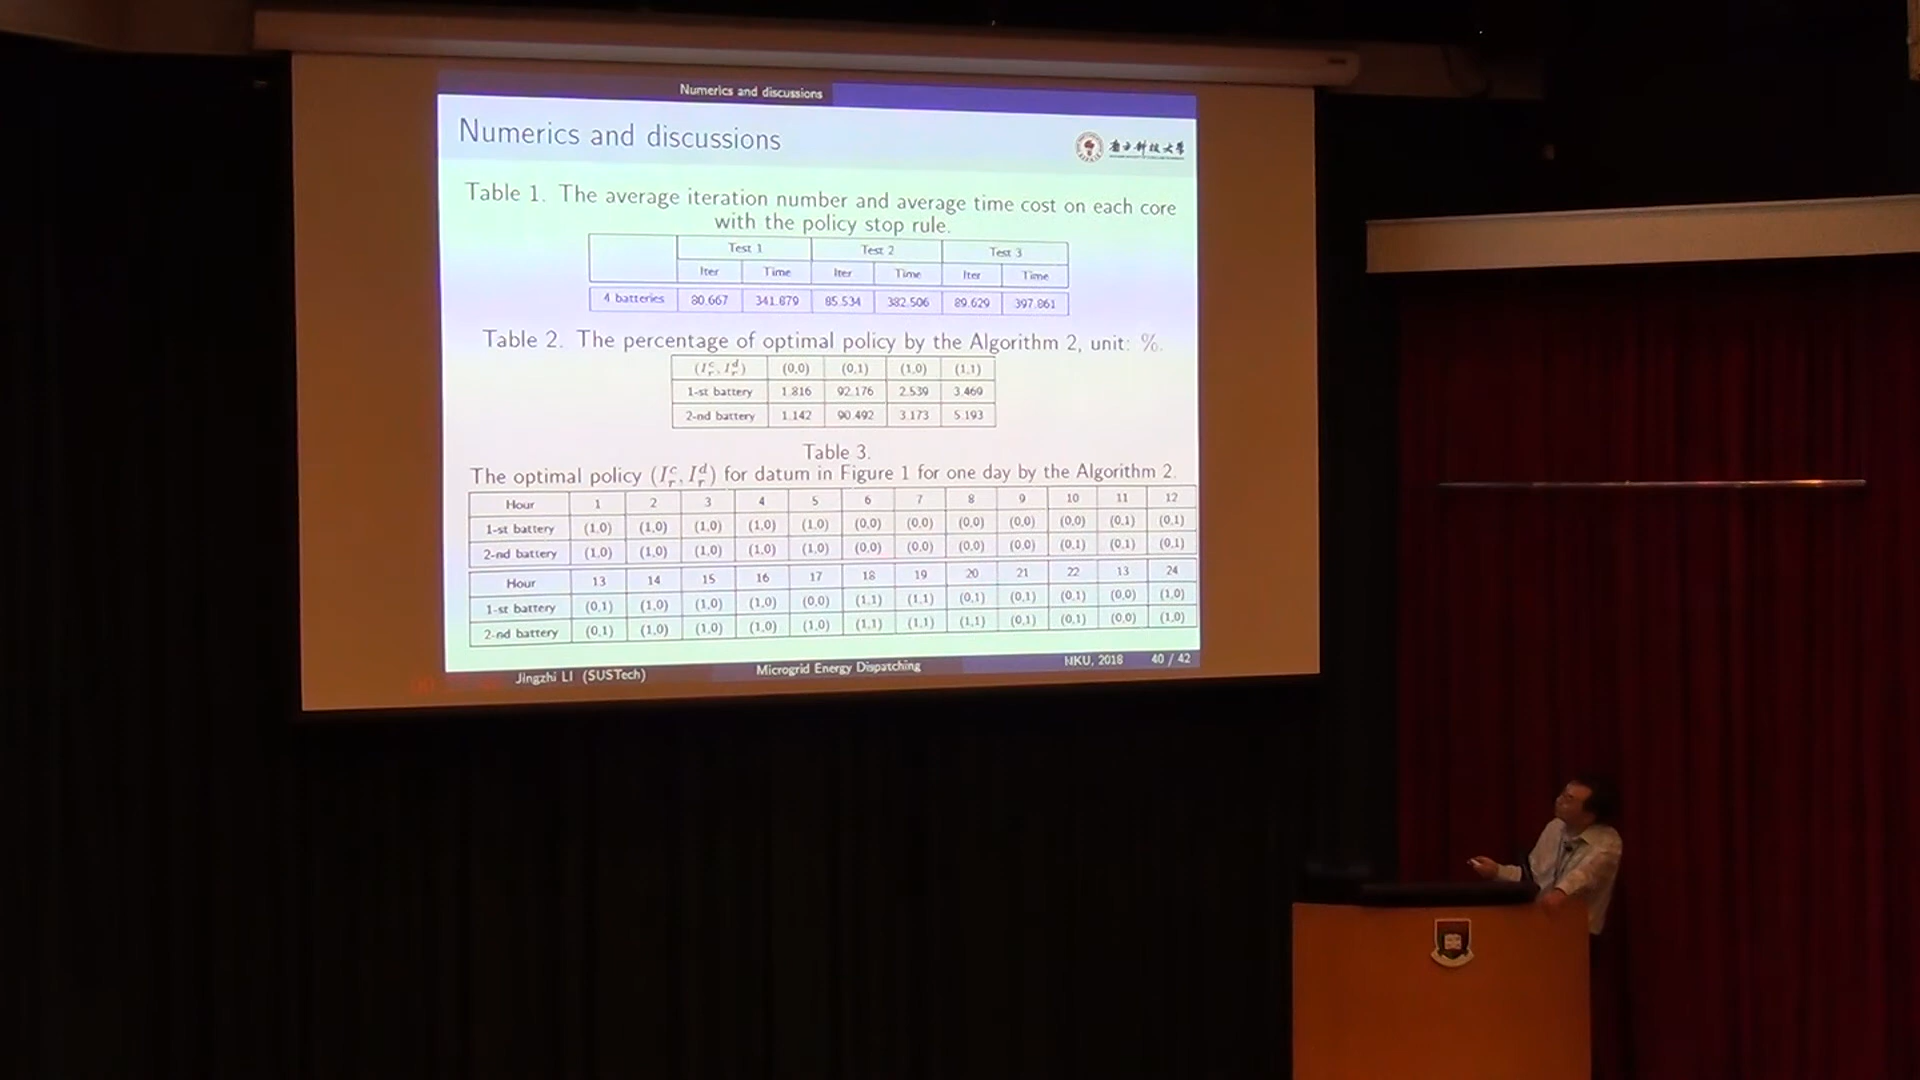 Numerics and discussions
Numerics and discussions
南方科技大学
Table 1. The average iteration number and average time cost on each core
with the policy stop rule.
Test 1 Test 2 Test 3
Iter Time Iter Time Iter Time
4 batteries 80.667 341.879 85.534 382.506 89.629 397.861
Table 2. The percentage of optimal policy by the Algorithm 2, unit: %.
(I_r^c, I_r^d) (0,0) (0,1) (1,0) (1,1)
1-st battery 1.816 92.176 2.539 3.469
2-nd battery 1.142 90.492 3.173 5.193
Table 3.
The optimal policy (I_r^c, I_r^d) for datum in Figure 1 for one day by the Algorithm 2.
Hour 1 2 3 4 5 6 7 8 9 10 11 12
1-st battery (1,0) (1,0) (1,0) (1,0) (1,0) (0,0) (0,0) (0,0) (0,0) (0,0) (0,1) (0,1)
2-nd battery (1,0) (1,0) (1,0) (1,0) (1,0) (0,0) (0,0) (0,0) (0,0) (0,1) (0,1) (0,1)
Hour 13 14 15 16 17 18 19 20 21 22 13 24
1-st battery (0,1) (1,0) (1,0) (1,0) (0,0) (1,1) (1,1) (0,1) (0,1) (0,1) (0,0) (1,0)
2-nd battery (0,1) (1,0) (1,0) (1,0) (1,0) (1,1) (1,1) (1,1) (0,1) (0,1) (0,0) (1,0)
Jingzhi LI (SUSTech) Microgrid Energy Dispatching HKU, 2018 40 / 42